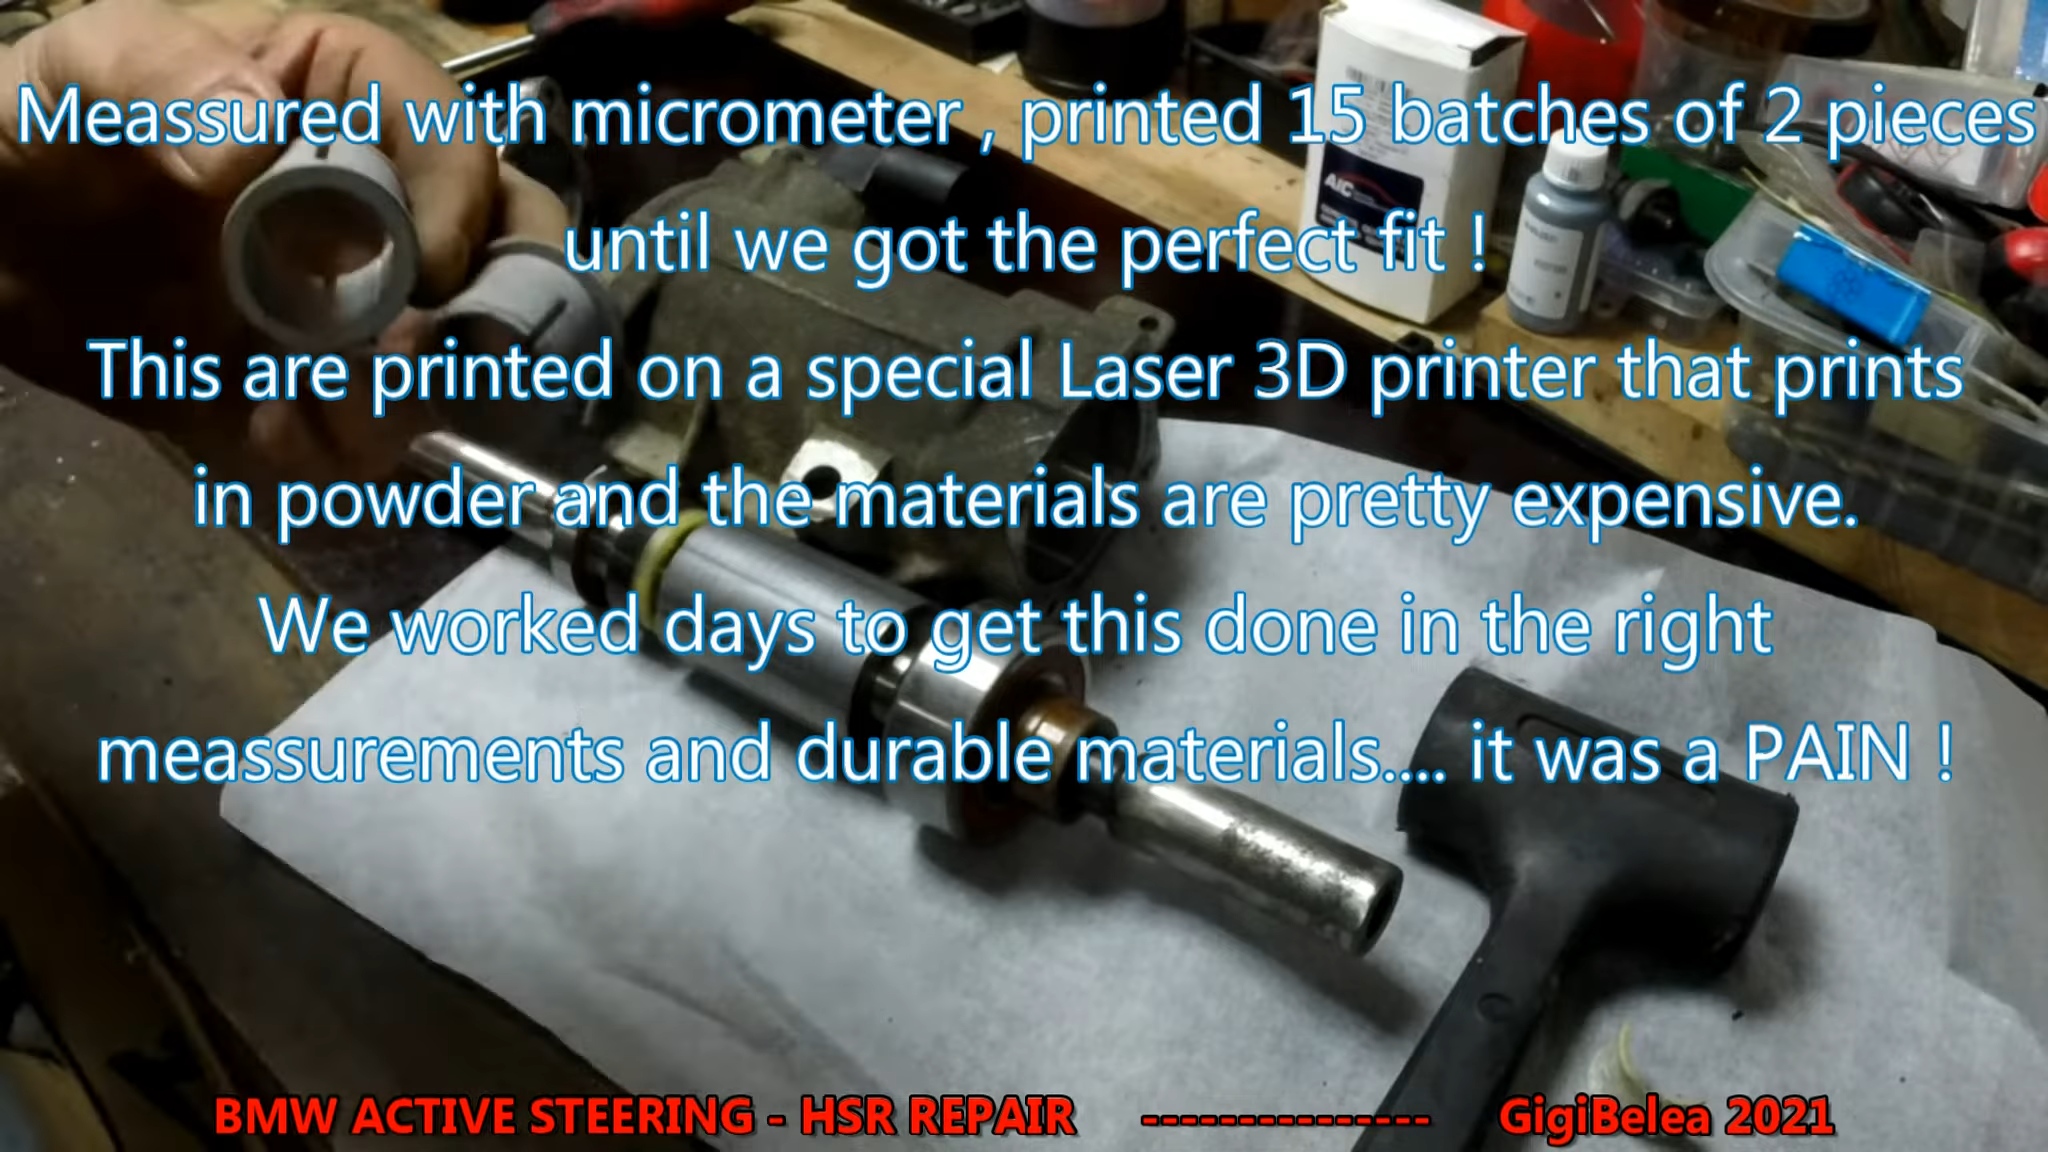 Meassured with micrometer , printed 15 batches of 2 pieces
until we got the perfect fit !
This are printed on a special Laser 3D printer that prints
in powder and the materials are pretty expensive.
We worked days to get this done in the right
meassurements and durable materials.... it was a PAIN !
AIC
BMW ACTIVE STEERING - HSR REPAIR --------------- GigiBelea 2021